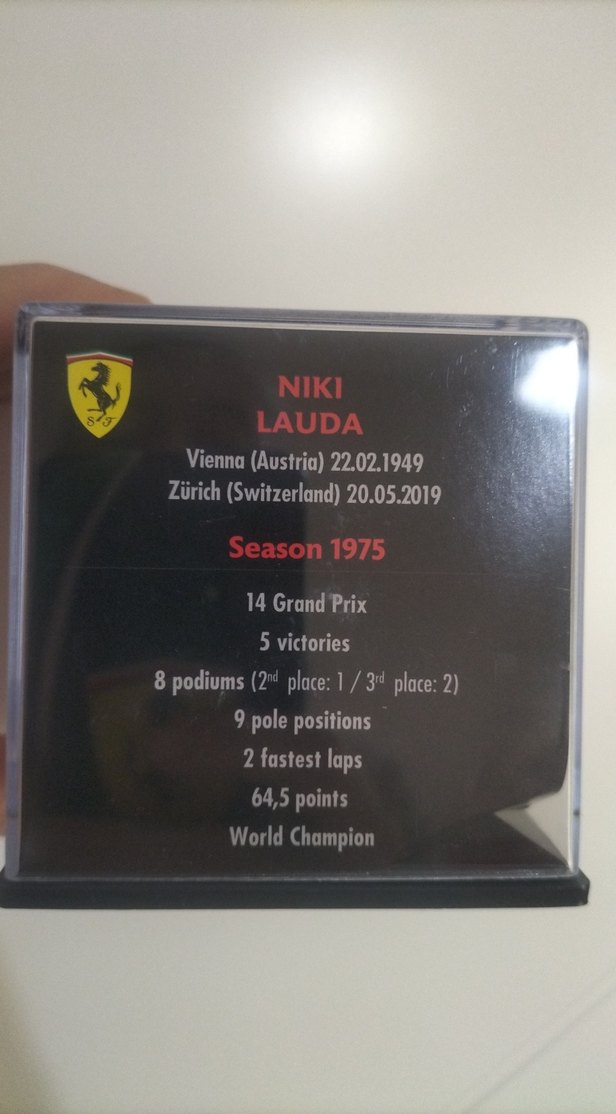 S F
NIKI
LAUDA
Vienna (Austria) 22.02.1949
Zürich (Switzerland) 20.05.2019
Season 1975
14 Grand Prix
5 victories
8 podiums (2nd place: 1 / 3rd place: 2)
9 pole positions
2 fastest laps
64,5 points
World Champion